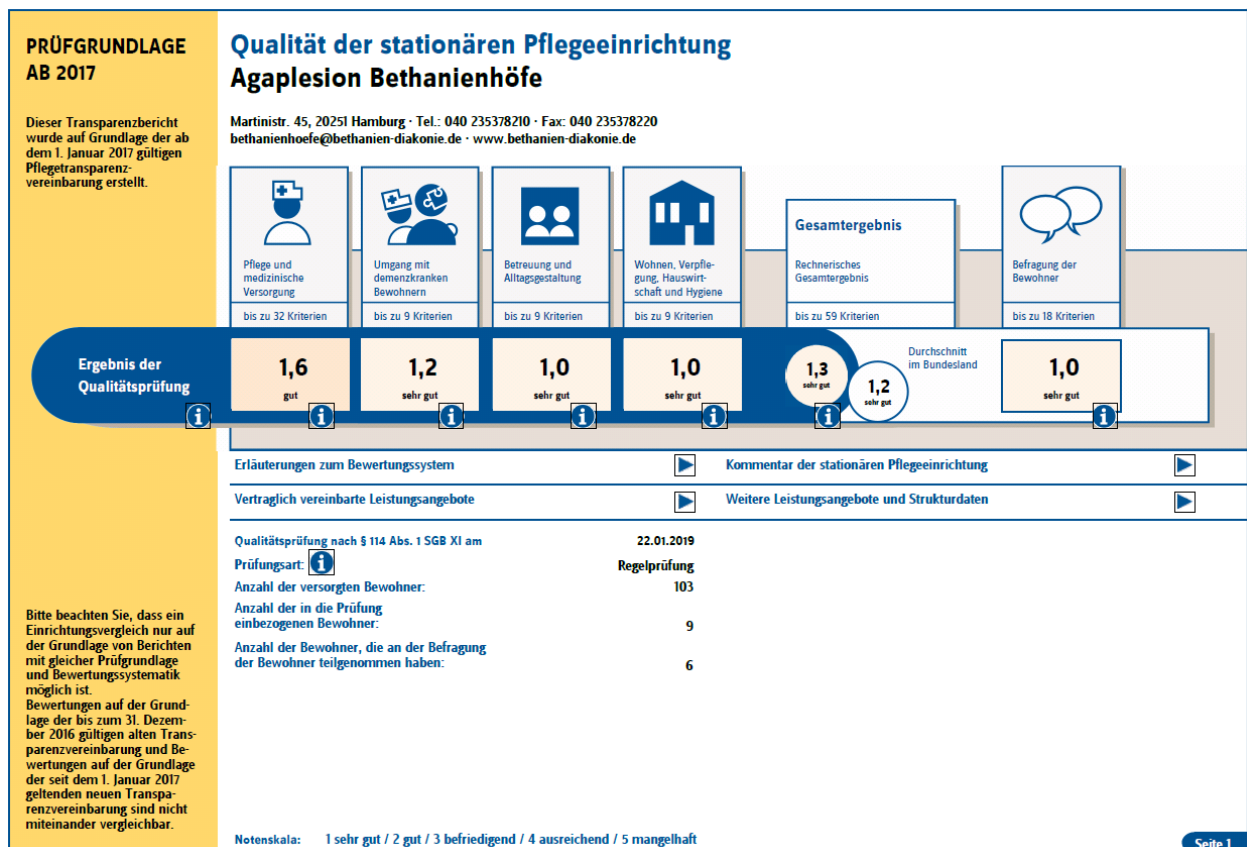 PRÜFGRUNDLAGE
AB 2017
Dieser Transparenzbericht
wurde auf Grundlage der ab
dem 1. Januar 2017 gültigen
Pflegetransparenz-
vereinbarung erstellt.
Qualität der stationären Pflegeeinrichtung
Agaplesion Bethanienhöfe
Martinistr. 45, 20251 Hamburg · Tel.: 040 235378210 · Fax: 040 235378220
bethanienhoefe@bethanien-diakonie.de · www.bethanien-diakonie.de
Pflege und
medizinische
Versorgung
bis zu 32 Kriterien
Umgang mit
demenzkranken
Bewohnern
bis zu 9 Kriterien
Betreuung und
Alltagsgestaltung
bis zu 9 Kriterien
Wohnen, Verpfle-
gung, Hauswirt-
schaft und Hygiene
bis zu 9 Kriterien
Gesamtergebnis
Rechnerisches
Gesamtergebnis
bis zu 59 Kriterien
Befragung der
Bewohner
bis zu 18 Kriterien
Ergebnis der
Qualitätsprüfung
1,6
gut
1,2
sehr gut
1,0
sehr gut
1,0
sehr gut
1,3
sehr gut
1,2
sehr gut
Durchschnitt
im Bundesland
1,0
sehr gut
Erläuterungen zum Bewertungssystem
Kommentar der stationären Pflegeeinrichtung
Vertraglich vereinbarte Leistungsangebote
Weitere Leistungsangebote und Strukturdaten
Qualitätsprüfung nach § 114 Abs. 1 SGB XI am 22.01.2019
Prüfungsart: Regelprüfung
Anzahl der versorgten Bewohner: 103
Anzahl der in die Prüfung
einbezogenen Bewohner: 9
Anzahl der Bewohner, die an der Befragung
der Bewohner teilgenommen haben: 6
Bitte beachten Sie, dass ein
Einrichtungsvergleich nur auf
der Grundlage von Berichten
mit gleicher Prüfgrundlage
und Bewertungssystematik
möglich ist.
Bewertungen auf der Grund-
lage der bis zum 31. Dezem-
ber 2016 gültigen alten Trans-
parenzvereinbarung und Be-
wertungen auf der Grundlage
der seit dem 1. Januar 2017
geltenden neuen Transpa-
renzvereinbarung sind nicht
miteinander vergleichbar.
Notenskala: 1 sehr gut / 2 gut / 3 befriedigend / 4 ausreichend / 5 mangelhaft
Seite 1